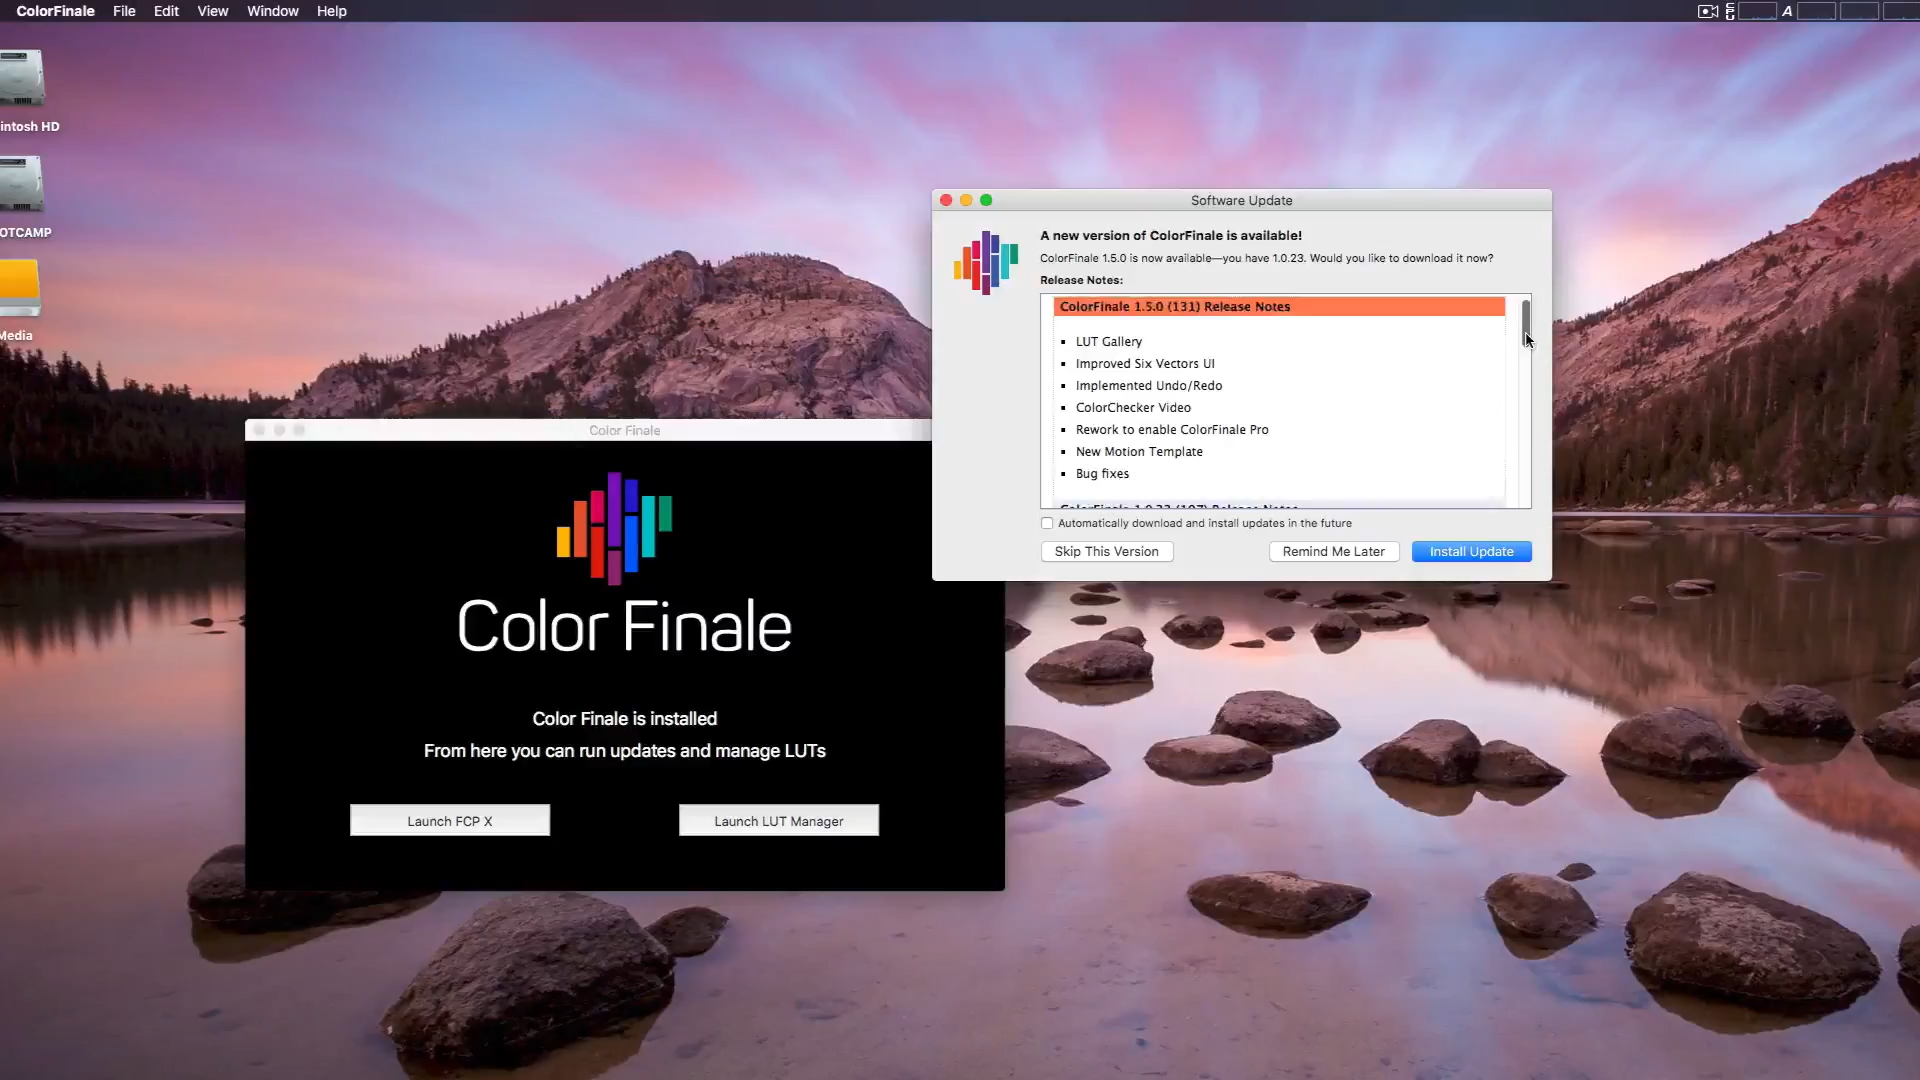 ColorFinale File Edit View Window Help
intosh HD
OTCAMP
Media
Software Update
A new version of ColorFinale is available!
ColorFinale 1.5.0 is now available—you have 1.0.23. Would you like to download it now?
Release Notes:
ColorFinale 1.5.0 (131) Release Notes
LUT Gallery
Improved Six Vectors UI
Implemented Undo/Redo
ColorChecker Video
Rework to enable ColorFinale Pro
New Motion Template
Bug fixes
Automatically download and install updates in the future
Skip This Version Remind Me Later Install Update
Color Finale
Color Finale
Color Finale is installed
From here you can run updates and manage LUTs
Launch FCP X Launch LUT Manager